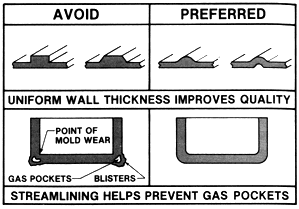 AVOID
PREFERRED
UNIFORM WALL THICKNESS IMPROVES QUALITY
POINT OF
MOLD WEAR
GAS POCKETS
BLISTERS
STREAMLINING HELPS PREVENT GAS POCKETS